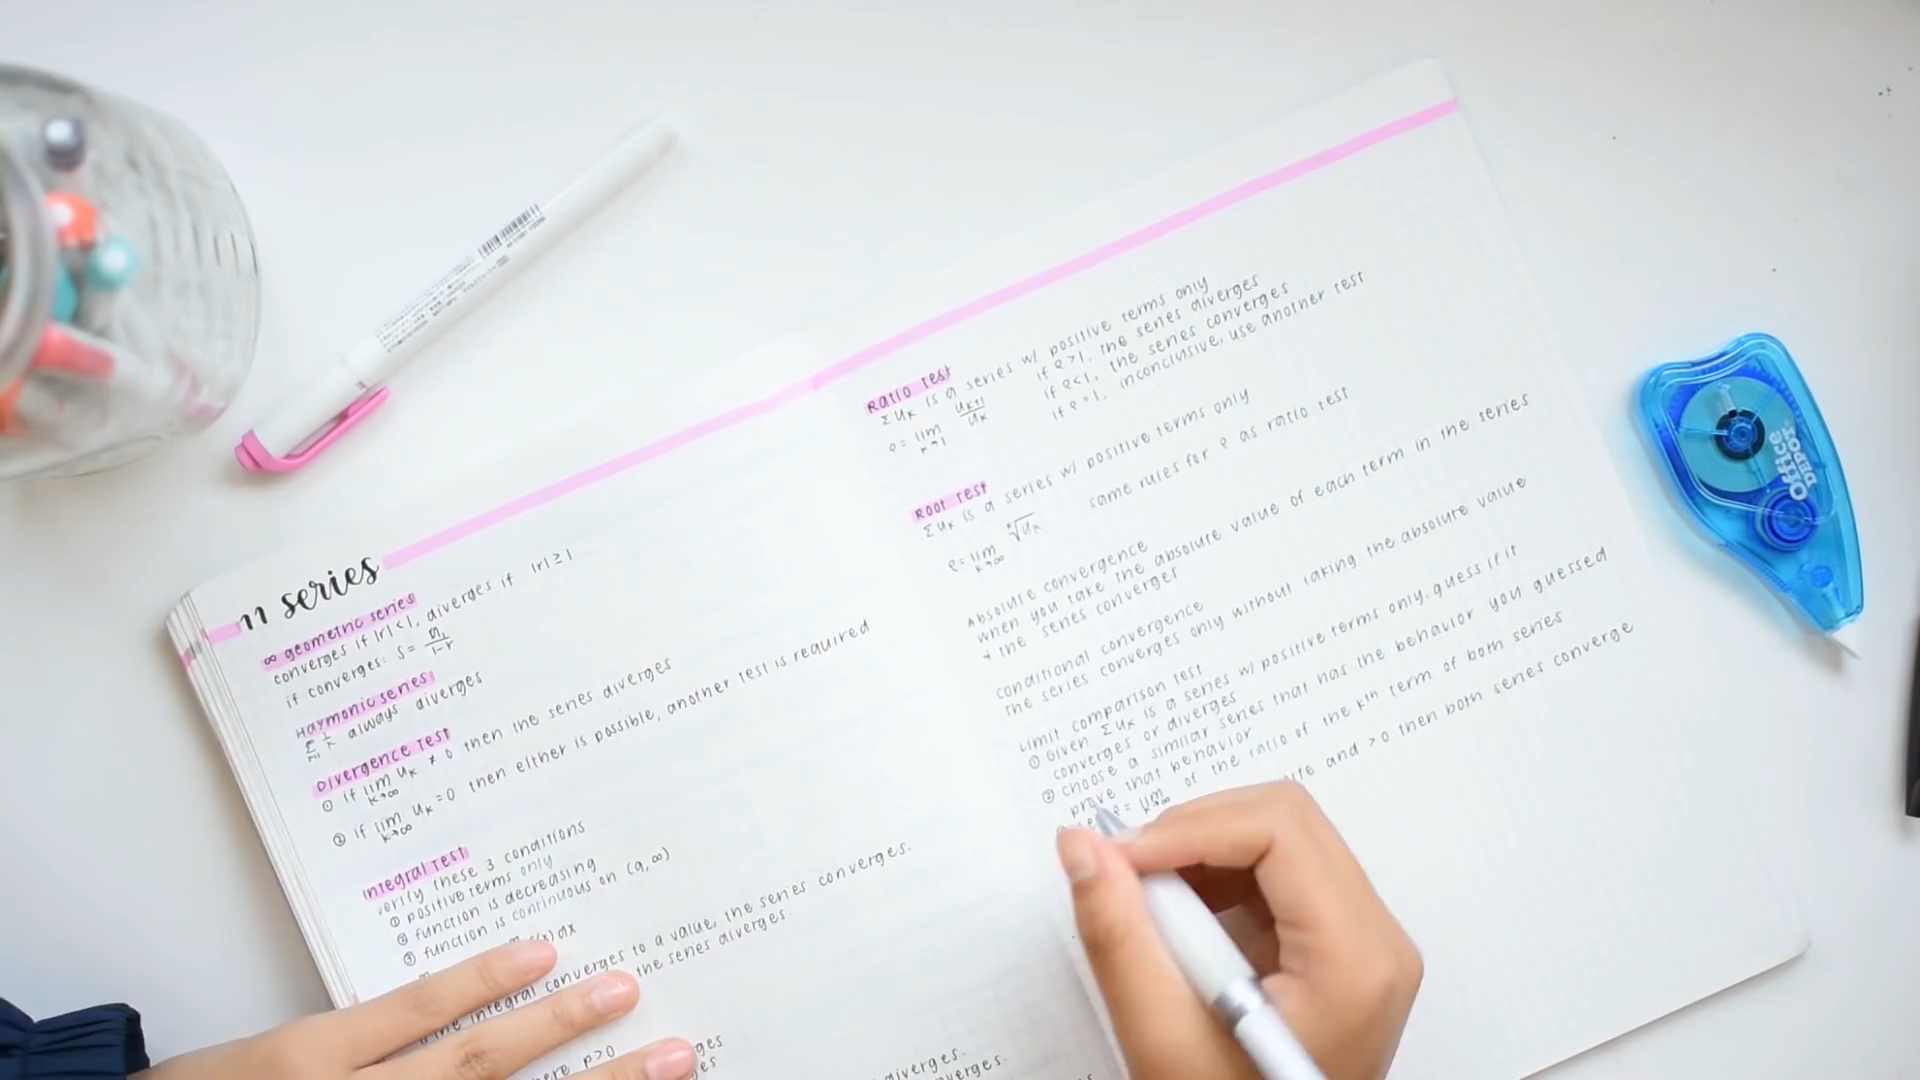 ∞ series
∞ geometric series
converges if |r| < 1, diverges if |r| ≥ 1
if converges: S = a₁/(1-r)
Harmonic series
Σ 1/k always diverges
Divergence Test
① if lim k→∞ uₖ ≠ 0 then the series diverges
② if lim k→∞ uₖ = 0 then either is possible, another test is required
Integral Test
verify these 3 conditions
① positive terms only
② function is decreasing
③ function is continuous on (a, ∞)
dx
the integral converges to a value, the series converges.
the series diverges.
p>0
diverges.
Ratio Test
Σuₖ is a series w/ positive terms only
ρ = lim k→1 uₖ₊₁/uₖ
if ρ>1, the series diverges
if ρ<1, the series converges
if ρ=1, inconclusive, use another test
Root Test
Σuₖ is a series w/ positive terms only
ρ = lim k→∞ ᵏ√uₖ same rules for ρ as ratio test
Absolute convergence
when you take the absolute value of each term in the series
+ the series converges
conditional convergence
the series converges only without taking the absolute value
Limit comparison test
① Given Σuₖ is a series w/ positive terms only, guess if it
converges or diverges
② choose a similar series that has the behavior you guessed
prove that behavior
ρ = lim k→∞ of the ratio of the kth term of both series
and >0 then both series converge
Office
DEPOT